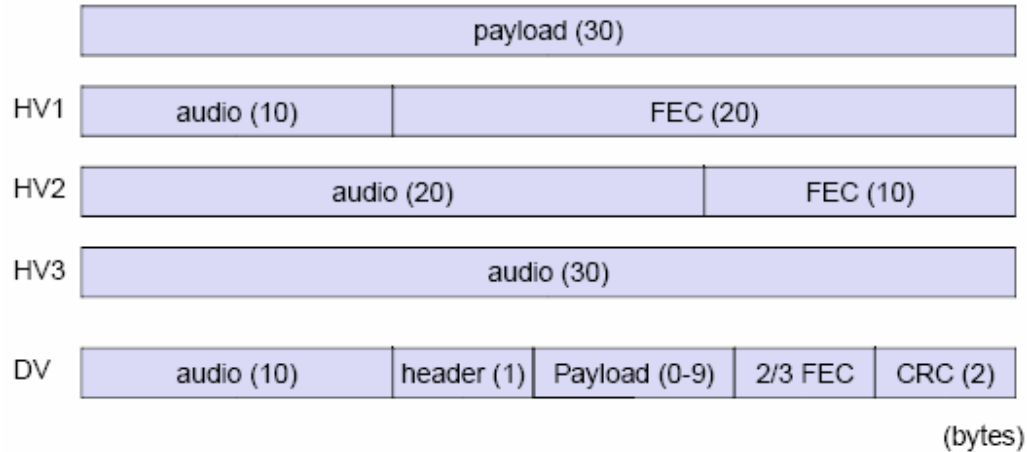 payload (30)
HV1 audio (10) FEC (20)
HV2 audio (20) FEC (10)
HV3 audio (30)
DV audio (10) header (1) Payload (0-9) 2/3 FEC CRC (2)
(bytes)